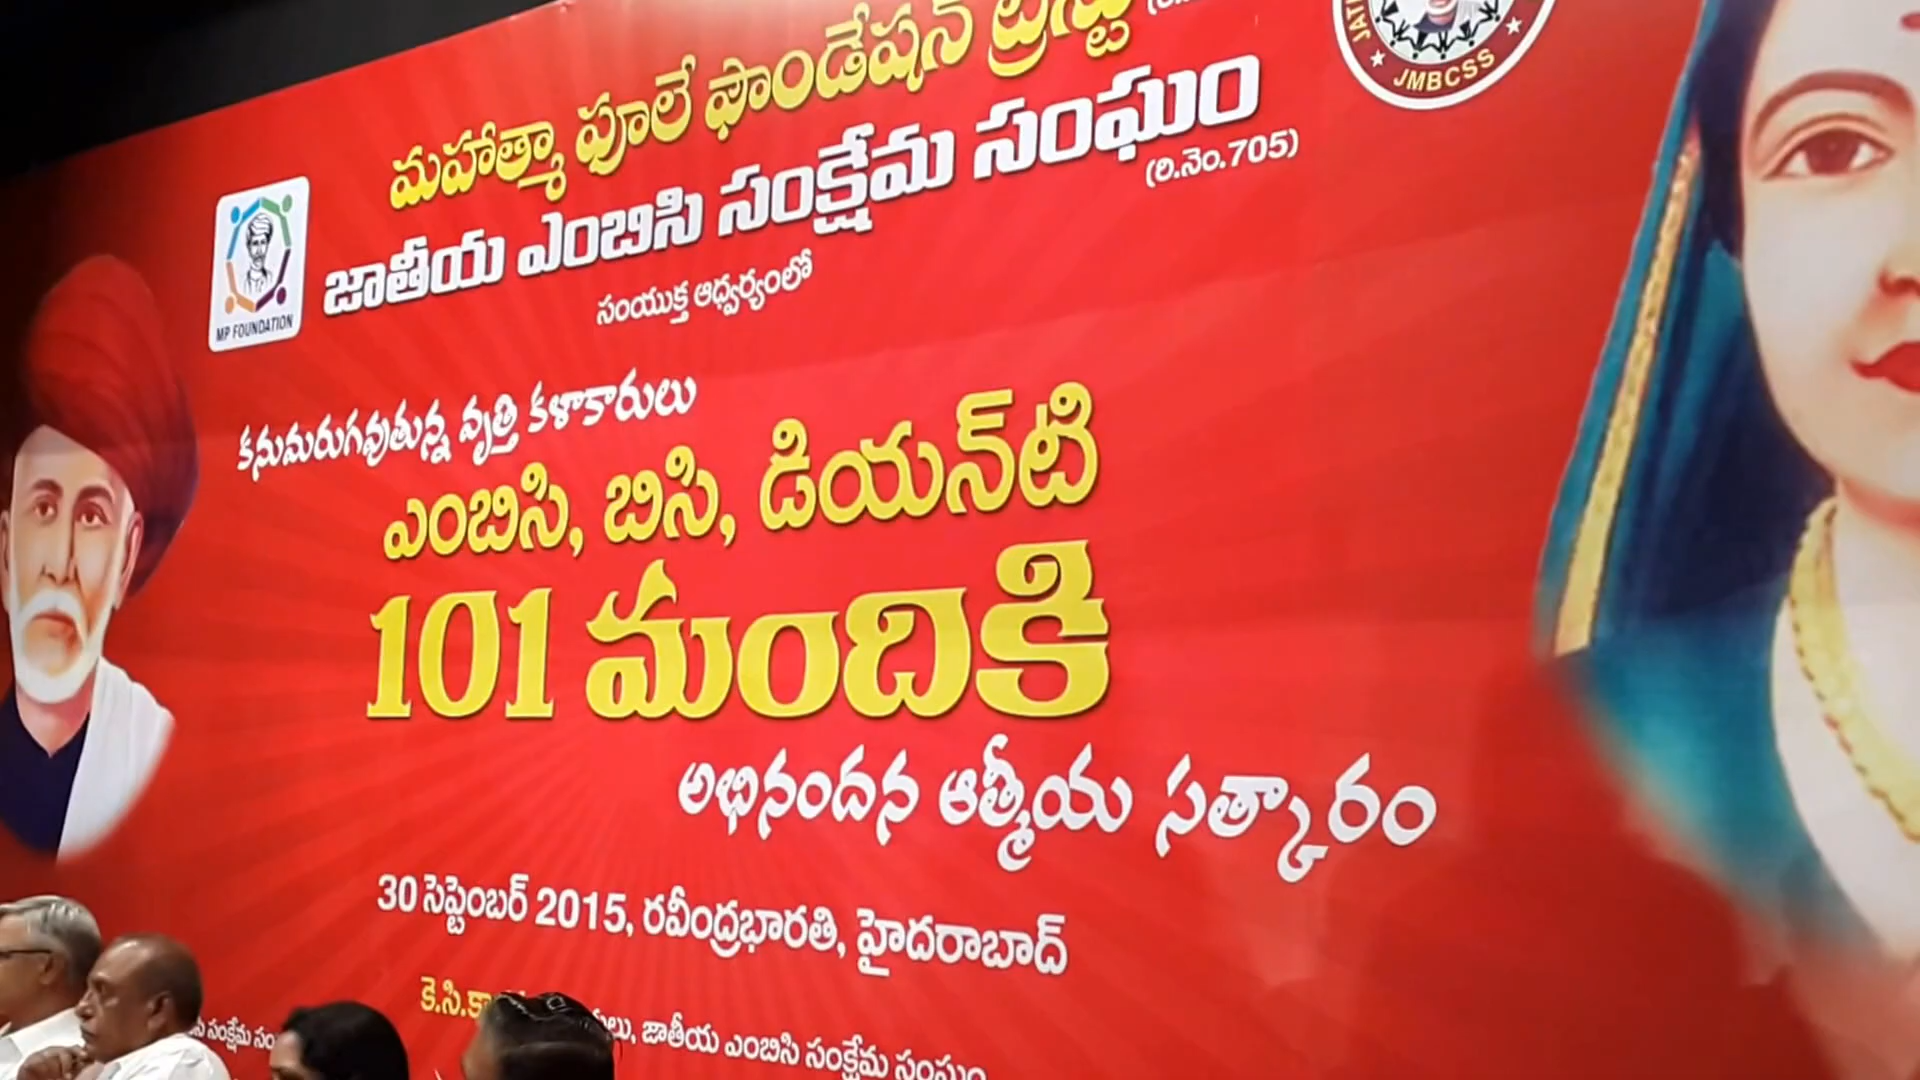 మహాత్మా పూలే ఫౌండేషన్ ట్రస్టు
జాతీయ ఎంబిసి సంక్షేమ సంఘం
(రి.నెం.705)
JMBCSS
MP FOUNDATION
సంయుక్త ఆధ్వర్యంలో
కనుమరుగవుతున్న వృత్తి కళాకారులు
ఎంబిసి, బిసి, డియన్‌టి
101 మందికి
అభినందన ఆత్మీయ సత్కారం
30 సెప్టెంబర్ 2015, రవీంద్రభారతి, హైదరాబాద్
కె.సి.
జాతీయ ఎంబిసి సంక్షేమ సంఘం
సంక్షేమ